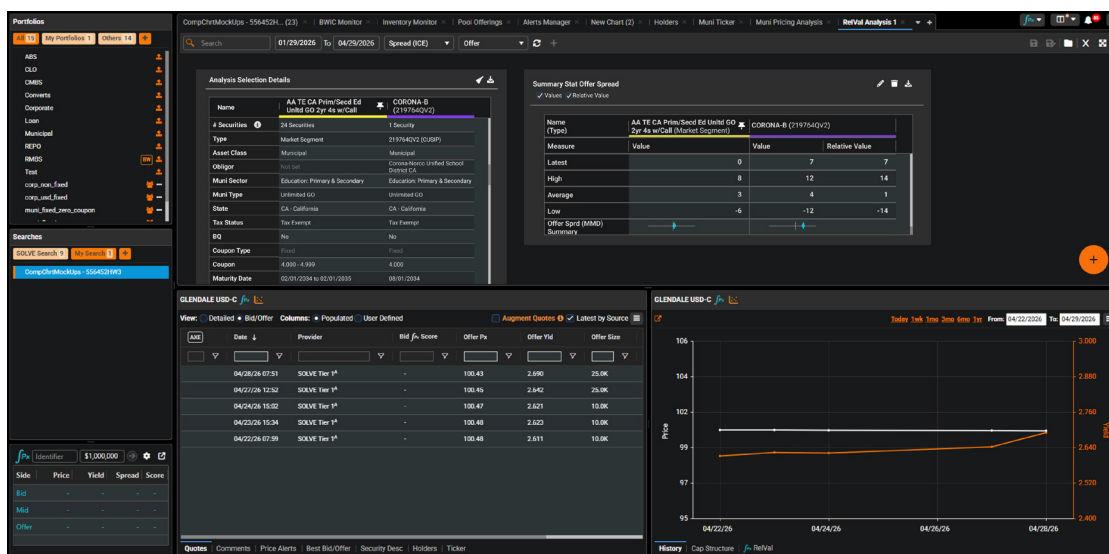 Portfolios
All 15 My Portfolios 1 Others 14 +
ABS
CLO
CMBS
Converts
Corporate
Loan
Municipal
REPO
RMBS BW
Test
corp_non_fixed
corp_usd_fixed
muni_fixed_zero_coupon
Searches
SOLVE Search 9 My Search 1 +
CompChrtMockUps - 556452HW3
Px Identifier $1,000,000
Side Price Yield Spread Score
Bid - - - -
Mid - - - -
Offer - - - -
CompChrtMockUps - 556452H... (23) × BWIC Monitor × Inventory Monitor × Pool Offerings × Alerts Manager × New Chart (2) × Holders × Muni Ticker × Muni Pricing Analysis × RelVal Analysis 1 × +
Search 01/29/2026 To 04/29/2026 Spread (ICE) Offer
Analysis Selection Details
Name AA TE CA Prim/Secd Ed Unltd GO 2yr 4s w/Call CORONA-B (219764QV2)
# Securities 24 Securities 1 Security
Type Market Segment 219764QV2 (CUSIP)
Asset Class Municipal Municipal
Obligor Not Set Corona-Norco Unified School District CA
Muni Sector Education: Primary & Secondary Education: Primary & Secondary
Muni Type Unlimited GO Unlimited GO
State CA - California CA - California
Tax Status Tax Exempt Tax Exempt
BQ No No
Coupon Type Fixed Fixed
Coupon 4.000 - 4.999 4.000
Maturity Date 02/01/2034 to 02/01/2035 08/01/2034
Summary Stat Offer Spread
Values Relative Value
Name (Type) AA TE CA Prim/Secd Ed Unltd GO 2yr 4s w/Call (Market Segment) CORONA-B (219764QV2)
Measure Value Value Relative Value
Latest 0 7 7
High 8 12 14
Average 3 4 1
Low -6 -12 -14
Offer Sprd (MMD) Summary
+
GLENDALE USD-C
View: Detailed Bid/Offer Columns: Populated User Defined Augment Quotes Latest by Source
AXE Date ↓ Provider Bid Score Offer Px Offer Yld Offer Size
04/28/26 07:51 SOLVE Tier 1A - 100.43 2.690 25.0K
04/27/26 12:52 SOLVE Tier 1A - 100.45 2.642 25.0K
04/24/26 15:02 SOLVE Tier 1A - 100.47 2.621 10.0K
04/23/26 15:34 SOLVE Tier 1A - 100.48 2.623 10.0K
04/22/26 07:59 SOLVE Tier 1A - 100.48 2.611 10.0K
Quotes Comments Price Alerts Best Bid/Offer Security Desc Holders Ticker
GLENDALE USD-C
Today 1wk 1mo 3mo 6mo 1yr From: 04/22/2026 To: 04/29/2026
106 3.000
104 2.880
102 2.760
99 2.640
97 2.520
95 2.400
Price
Yield
04/22/26 04/24/26 04/26/26 04/28/26
History Cap Structure RelVal